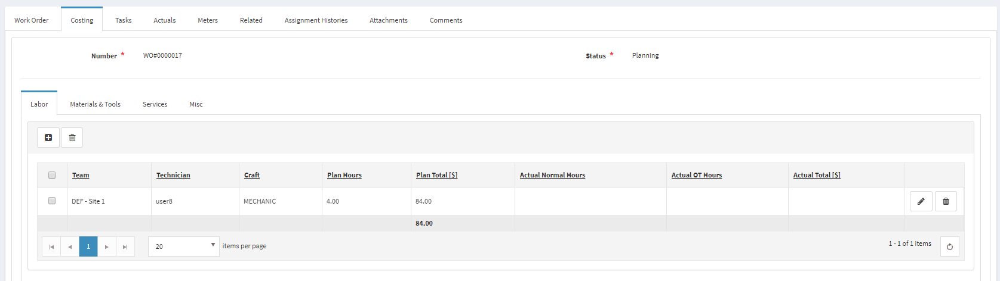 Work Order Costing Tasks Actuals Meters Related Assignment Histories Attachments Comments
Number * WO#0000017 Status * Planning
Labor Materials & Tools Services Misc
Team Technician Craft Plan Hours Plan Total [$] Actual Normal Hours Actual OT Hours Actual Total [$]
DEF - Site 1 user8 MECHANIC 4.00 84.00
84.00
1 20 items per page 1 - 1 of 1 items